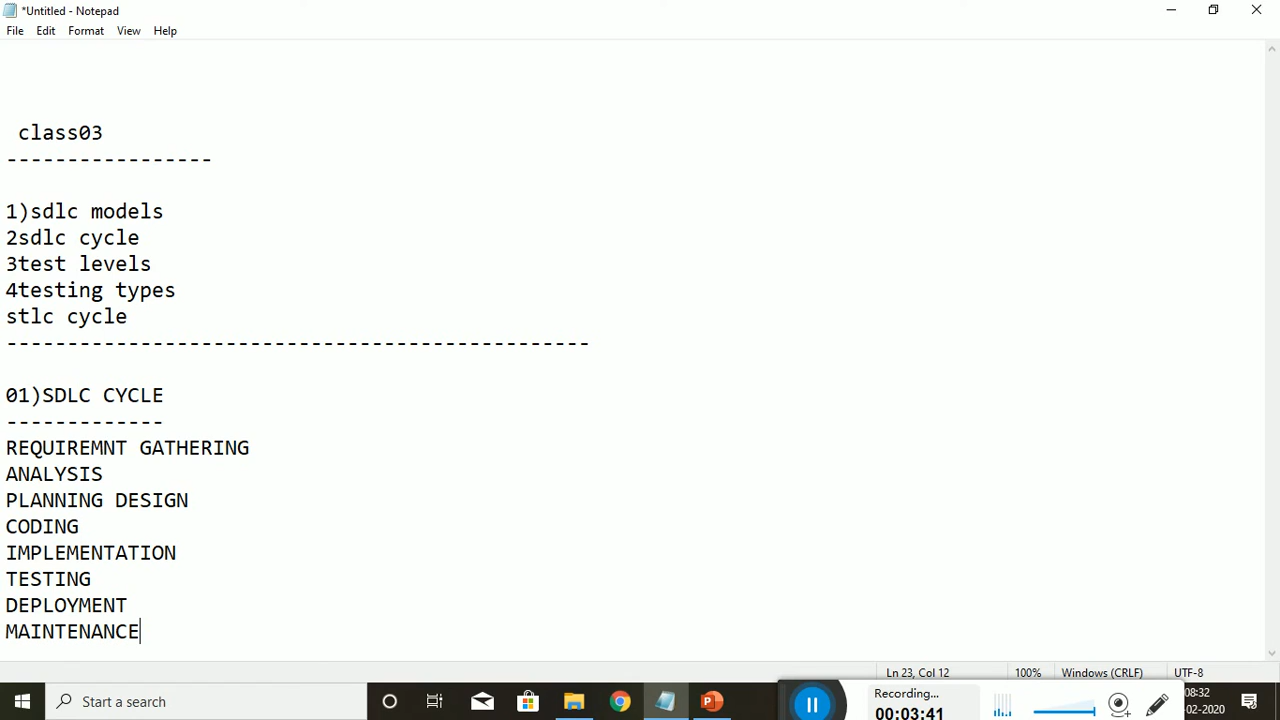 *Untitled - Notepad
File Edit Format View Help
class03
-----------------
1)sdlc models
2sdlc cycle
3test levels
4testing types
stlc cycle
------------------------------------------------
01)SDLC CYCLE
-------------
REQUIREMNT GATHERING
ANALYSIS
PLANNING DESIGN
CODING
IMPLEMENTATION
TESTING
DEPLOYMENT
MAINTENANCE
Ln 23, Col 12 100% Windows (CRLF) UTF-8
Start a search
Recording...
00:03:41
08:32
-02-2020